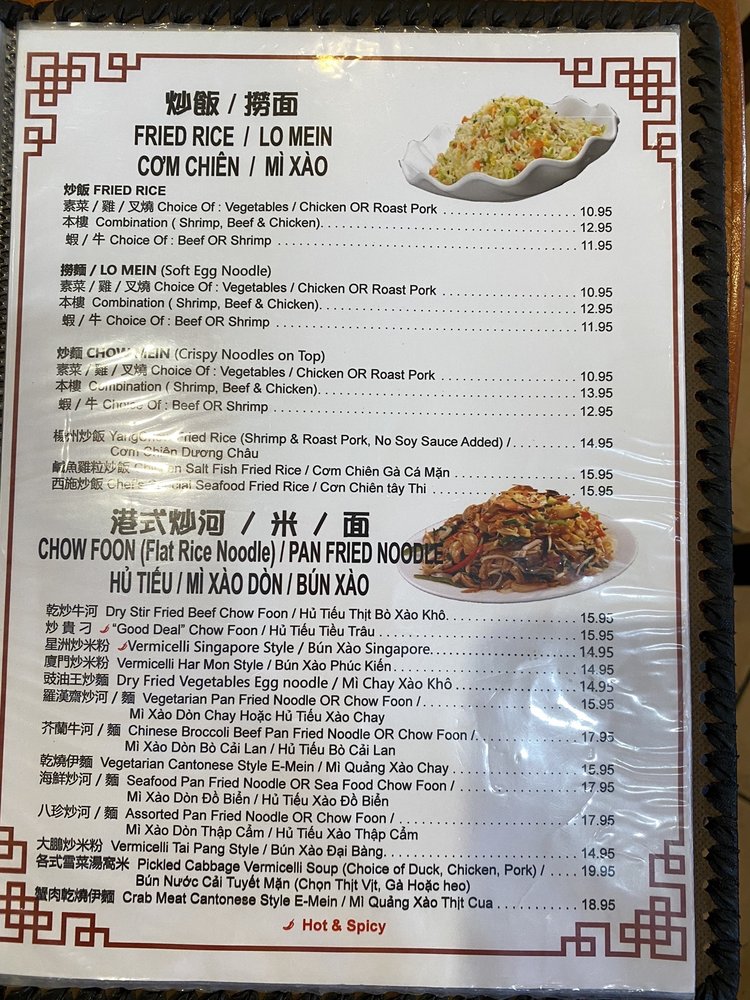 炒飯 / 撈面
FRIED RICE / LO MEIN
CƠM CHIÊN / MÌ XÀO
炒飯 FRIED RICE
素菜 / 雞 / 叉燒 Choice Of : Vegetables / Chicken OR Roast Pork 10.95
本樓 Combination ( Shrimp, Beef & Chicken) 12.95
蝦 / 牛 Choice Of : Beef OR Shrimp 11.95
撈麵 / LO MEIN (Soft Egg Noodle)
素菜 / 雞 / 叉燒 Choice Of : Vegetables / Chicken OR Roast Pork 10.95
本樓 Combination ( Shrimp, Beef & Chicken) 12.95
蝦 / 牛 Choice Of : Beef OR Shrimp 11.95
炒麵 CHOW MEIN (Crispy Noodles on Top)
素菜 / 雞 / 叉燒 Choice Of : Vegetables / Chicken OR Roast Pork 10.95
本樓 Combination ( Shrimp, Beef & Chicken) 13.95
蝦 / 牛 Choice Of : Beef OR Shrimp 12.95
楊州炒飯 Fried Rice (Shrimp & Roast Pork, No Soy Sauce Added) / 14.95
Cơm Chiên Dương Châu
鹹魚雞粒炒飯 Chicken Salt Fish Fried Rice / Cơm Chiên Gà Cá Mặn 15.95
西施炒飯 Chef's Special Seafood Fried Rice / Cơn Chiên tây Thi 15.95
港式炒河 / 米 / 面
CHOW FOON (Flat Rice Noodle) / PAN FRIED NOODLE
HỦ TIẾU / MÌ XÀO DÒN / BÚN XÀO
乾炒牛河 Dry Stir Fried Beef Chow Foon / Hủ Tiếu Thịt Bò Xào Khô 15.95
炒貴刁 “Good Deal” Chow Foon / Hủ Tiếu Tiều Trâu 15.95
星洲炒米粉 Vermicelli Singapore Style / Bún Xào Singapore 14.95
廈門炒米粉 Vermicelli Har Mon Style / Bún Xào Phúc Kiến 14.95
豉油王炒麵 Dry Fried Vegetables Egg noodle / Mì Chay Xào Khô 14.95
羅漢齋炒河 / 麵 Vegetarian Pan Fried Noodle OR Chow Foon / 15.95
Mì Xào Dòn Chay Hoặc Hủ Tiếu Xào Chay
芥蘭牛河 / 麵 Chinese Broccoli Beef Pan Fried Noodle OR Chow Foon / 17.95
Mì Xào Dòn Bò Cải Lan / Hủ Tiếu Bò Cải Lan
乾燒伊麵 Vegetarian Cantonese Style E-Mein / Mì Quảng Xào Chay 15.95
海鮮炒河 / 麵 Seafood Pan Fried Noodle OR Sea Food Chow Foon / 17.95
Mì Xào Dòn Đồ Biển / Hủ Tiếu Xào Đồ Biển
八珍炒河 / 麵 Assorted Pan Fried Noodle OR Chow Foon / 17.95
Mì Xào Dòn Thập Cẩm / Hủ Tiếu Xào Thập Cẩm
大鵬炒米粉 Vermicelli Tai Pang Style / Bún Xào Đại Bàng 14.95
各式雪菜湯窩米 Pickled Cabbage Vermicelli Soup (Choice of Duck, Chicken, Pork) / 19.95
Bún Nước Cải Tuyết Mặn (Chọn Thịt Vịt, Gà Hoặc heo)
蟹肉乾燒伊麵 Crab Meat Cantonese Style E-Mein / Mì Quảng Xào Thịt Cua 18.95
Hot & Spicy